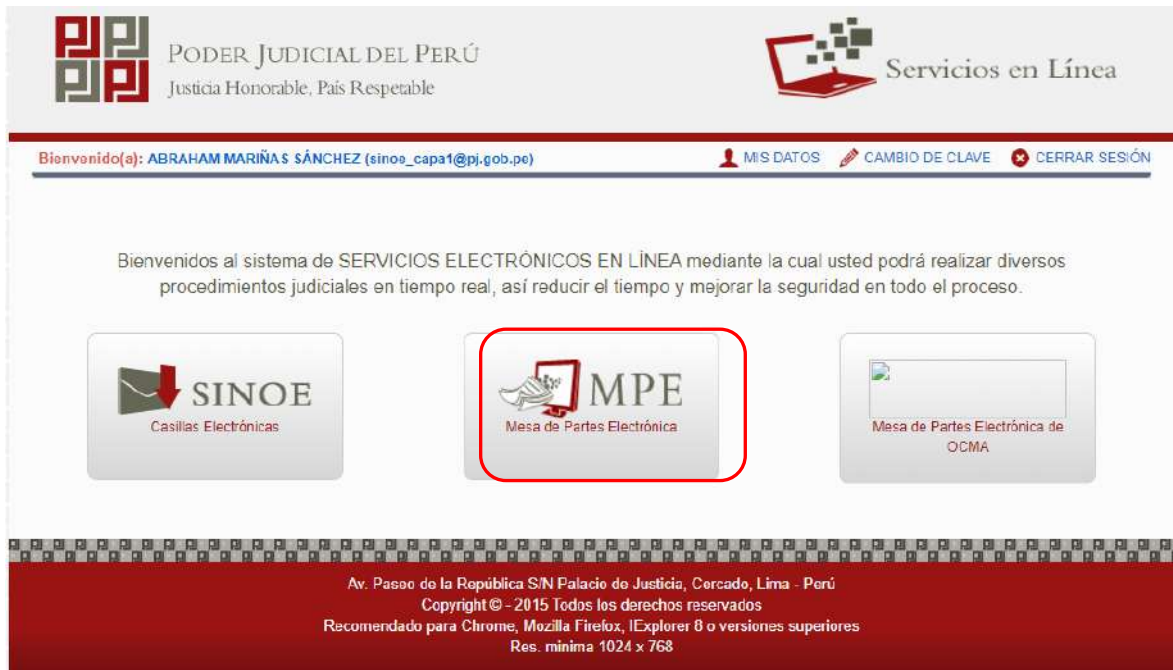 PODER JUDICIAL DEL PERÚ
Justicia Honorable, País Respetable
Servicios en Línea
Bienvenido(a): ABRAHAM MARIÑAS SÁNCHEZ (sinoe_capa1@pj.gob.pe)
MIS DATOS CAMBIO DE CLAVE CERRAR SESIÓN
Bienvenidos al sistema de SERVICIOS ELECTRÓNICOS EN LÍNEA mediante la cual usted podrá realizar diversos
procedimientos judiciales en tiempo real, así reducir el tiempo y mejorar la seguridad en todo el proceso.
SINOE
Casillas Electrónicas
MPE
Mesa de Partes Electrónica
Mesa de Partes Electrónica de
OCMA
Av. Paseo de la República S/N Palacio de Justicia, Cercado, Lima - Perú
Copyright © - 2015 Todos los derechos reservados
Recomendado para Chrome, Mozilla Firefox, IExplorer 8 o versiones superiores
Res. minima 1024 x 768